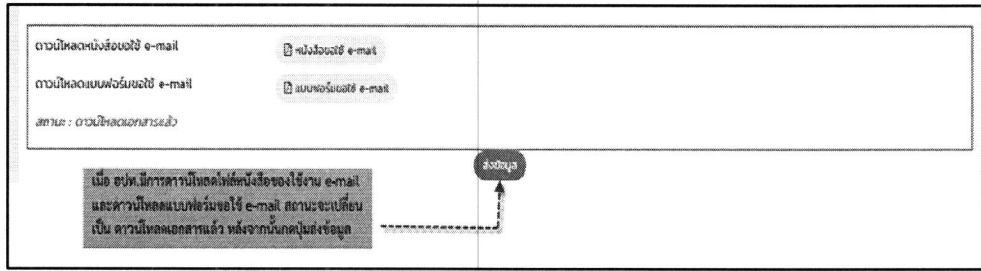 ดาวน์โหลดหนังสือขอใช้ e-mail
หนังสือขอใช้ e-mail
ดาวน์โหลดแบบฟอร์มขอใช้ e-mail
แบบฟอร์มขอใช้ e-mail
สถานะ : ดาวน์โหลดเอกสารแล้ว
ส่งข้อมูล
เมื่อ อปท.มีการดาวน์โหลดไฟล์หนังสือของใช้งาน e-mail
และดาวน์โหลดแบบฟอร์มขอใช้ e-mail สถานะจะเปลี่ยน
เป็น ดาวน์โหลดเอกสารแล้ว หลังจากนั้นกดปุ่มส่งข้อมูล